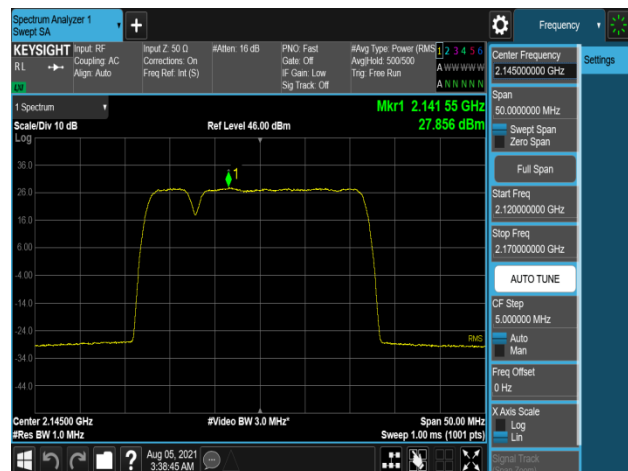 Spectrum Analyzer 1
Swept SA
Frequency
KEYSIGHT
RL
Input: RF
Coupling: AC
Align: Auto
Input Z: 50 Ω
Corrections: On
Freq Ref: Int (S)
#Atten: 16 dB
PNO: Fast
Gate: Off
IF Gain: Low
Sig Track: Off
#Avg Type: Power (RMS
Avg|Hold: 500/500
Trig: Free Run
1 2 3 4 5 6
A W W W W W
A N N N N N
1 Spectrum
Scale/Div 10 dB
Ref Level 46.00 dBm
Mkr1 2.141 55 GHz
27.856 dBm
Log
36.0
26.0
16.0
6.00
-4.00
-14.0
-24.0
-34.0
-44.0
1
RMS
Center 2.14500 GHz
#Res BW 1.0 MHz
#Video BW 3.0 MHz*
Span 50.00 MHz
Sweep 1.00 ms (1001 pts)
Aug 05, 2021
3:38:45 AM
Settings
Center Frequency
2.145000000 GHz
Span
50.0000000 MHz
Swept Span
Zero Span
Full Span
Start Freq
2.120000000 GHz
Stop Freq
2.170000000 GHz
AUTO TUNE
CF Step
5.000000 MHz
Auto
Man
Freq Offset
0 Hz
X Axis Scale
Log
Lin
Signal Track